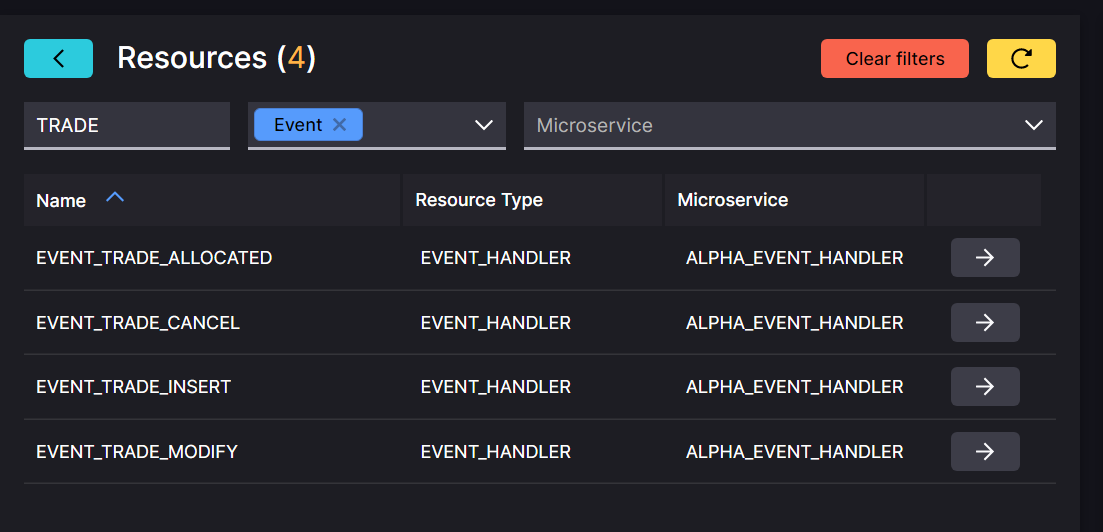 Resources (4)
Clear filters
TRADE
Event
Microservice
Name
Resource Type
Microservice
EVENT_TRADE_ALLOCATED EVENT_HANDLER ALPHA_EVENT_HANDLER
EVENT_TRADE_CANCEL EVENT_HANDLER ALPHA_EVENT_HANDLER
EVENT_TRADE_INSERT EVENT_HANDLER ALPHA_EVENT_HANDLER
EVENT_TRADE_MODIFY EVENT_HANDLER ALPHA_EVENT_HANDLER